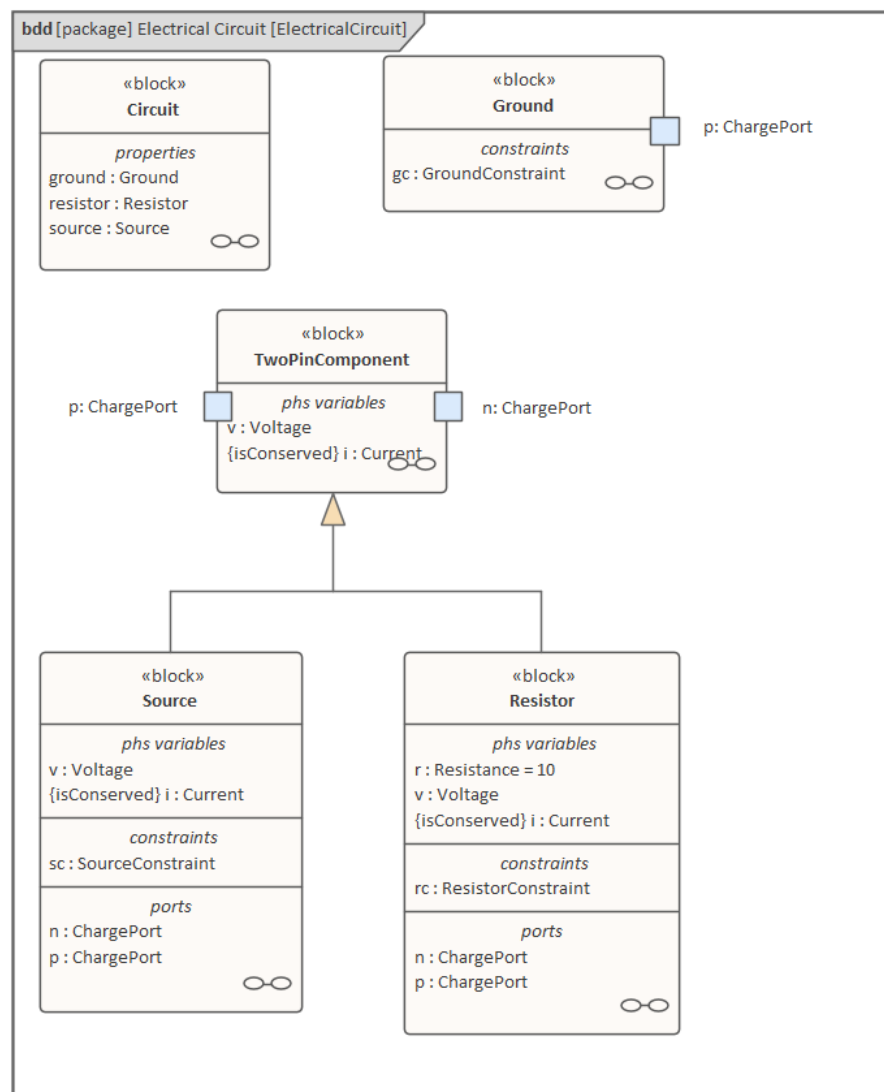 bdd [package] Electrical Circuit [ElectricalCircuit]
«block»
Circuit
properties
ground : Ground
resistor : Resistor
source : Source
«block»
Ground
constraints
gc : GroundConstraint
p: ChargePort
«block»
TwoPinComponent
phs variables
v : Voltage
{isConserved} i : Current
p: ChargePort
n: ChargePort
«block»
Source
phs variables
v : Voltage
{isConserved} i : Current
constraints
sc : SourceConstraint
ports
n : ChargePort
p : ChargePort
«block»
Resistor
phs variables
r : Resistance = 10
v : Voltage
{isConserved} i : Current
constraints
rc : ResistorConstraint
ports
n : ChargePort
p : ChargePort